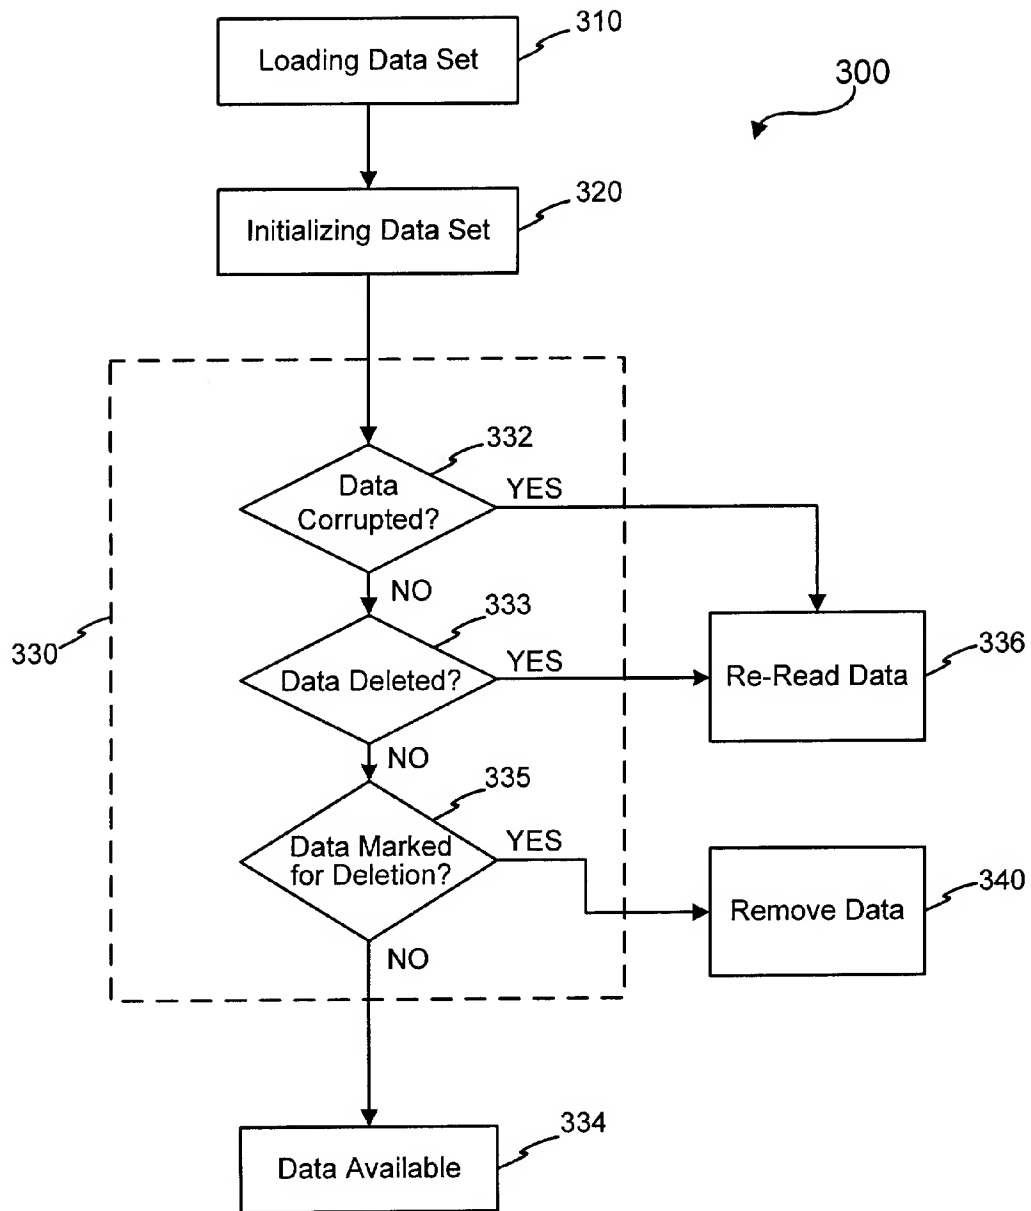 310
Loading Data Set
300
320
Initializing Data Set
332
Data
Corrupted?
YES
NO
333
330
Data Deleted?
YES
Re-Read Data
336
NO
335
Data Marked
for Deletion?
YES
Remove Data
340
NO
334
Data Available